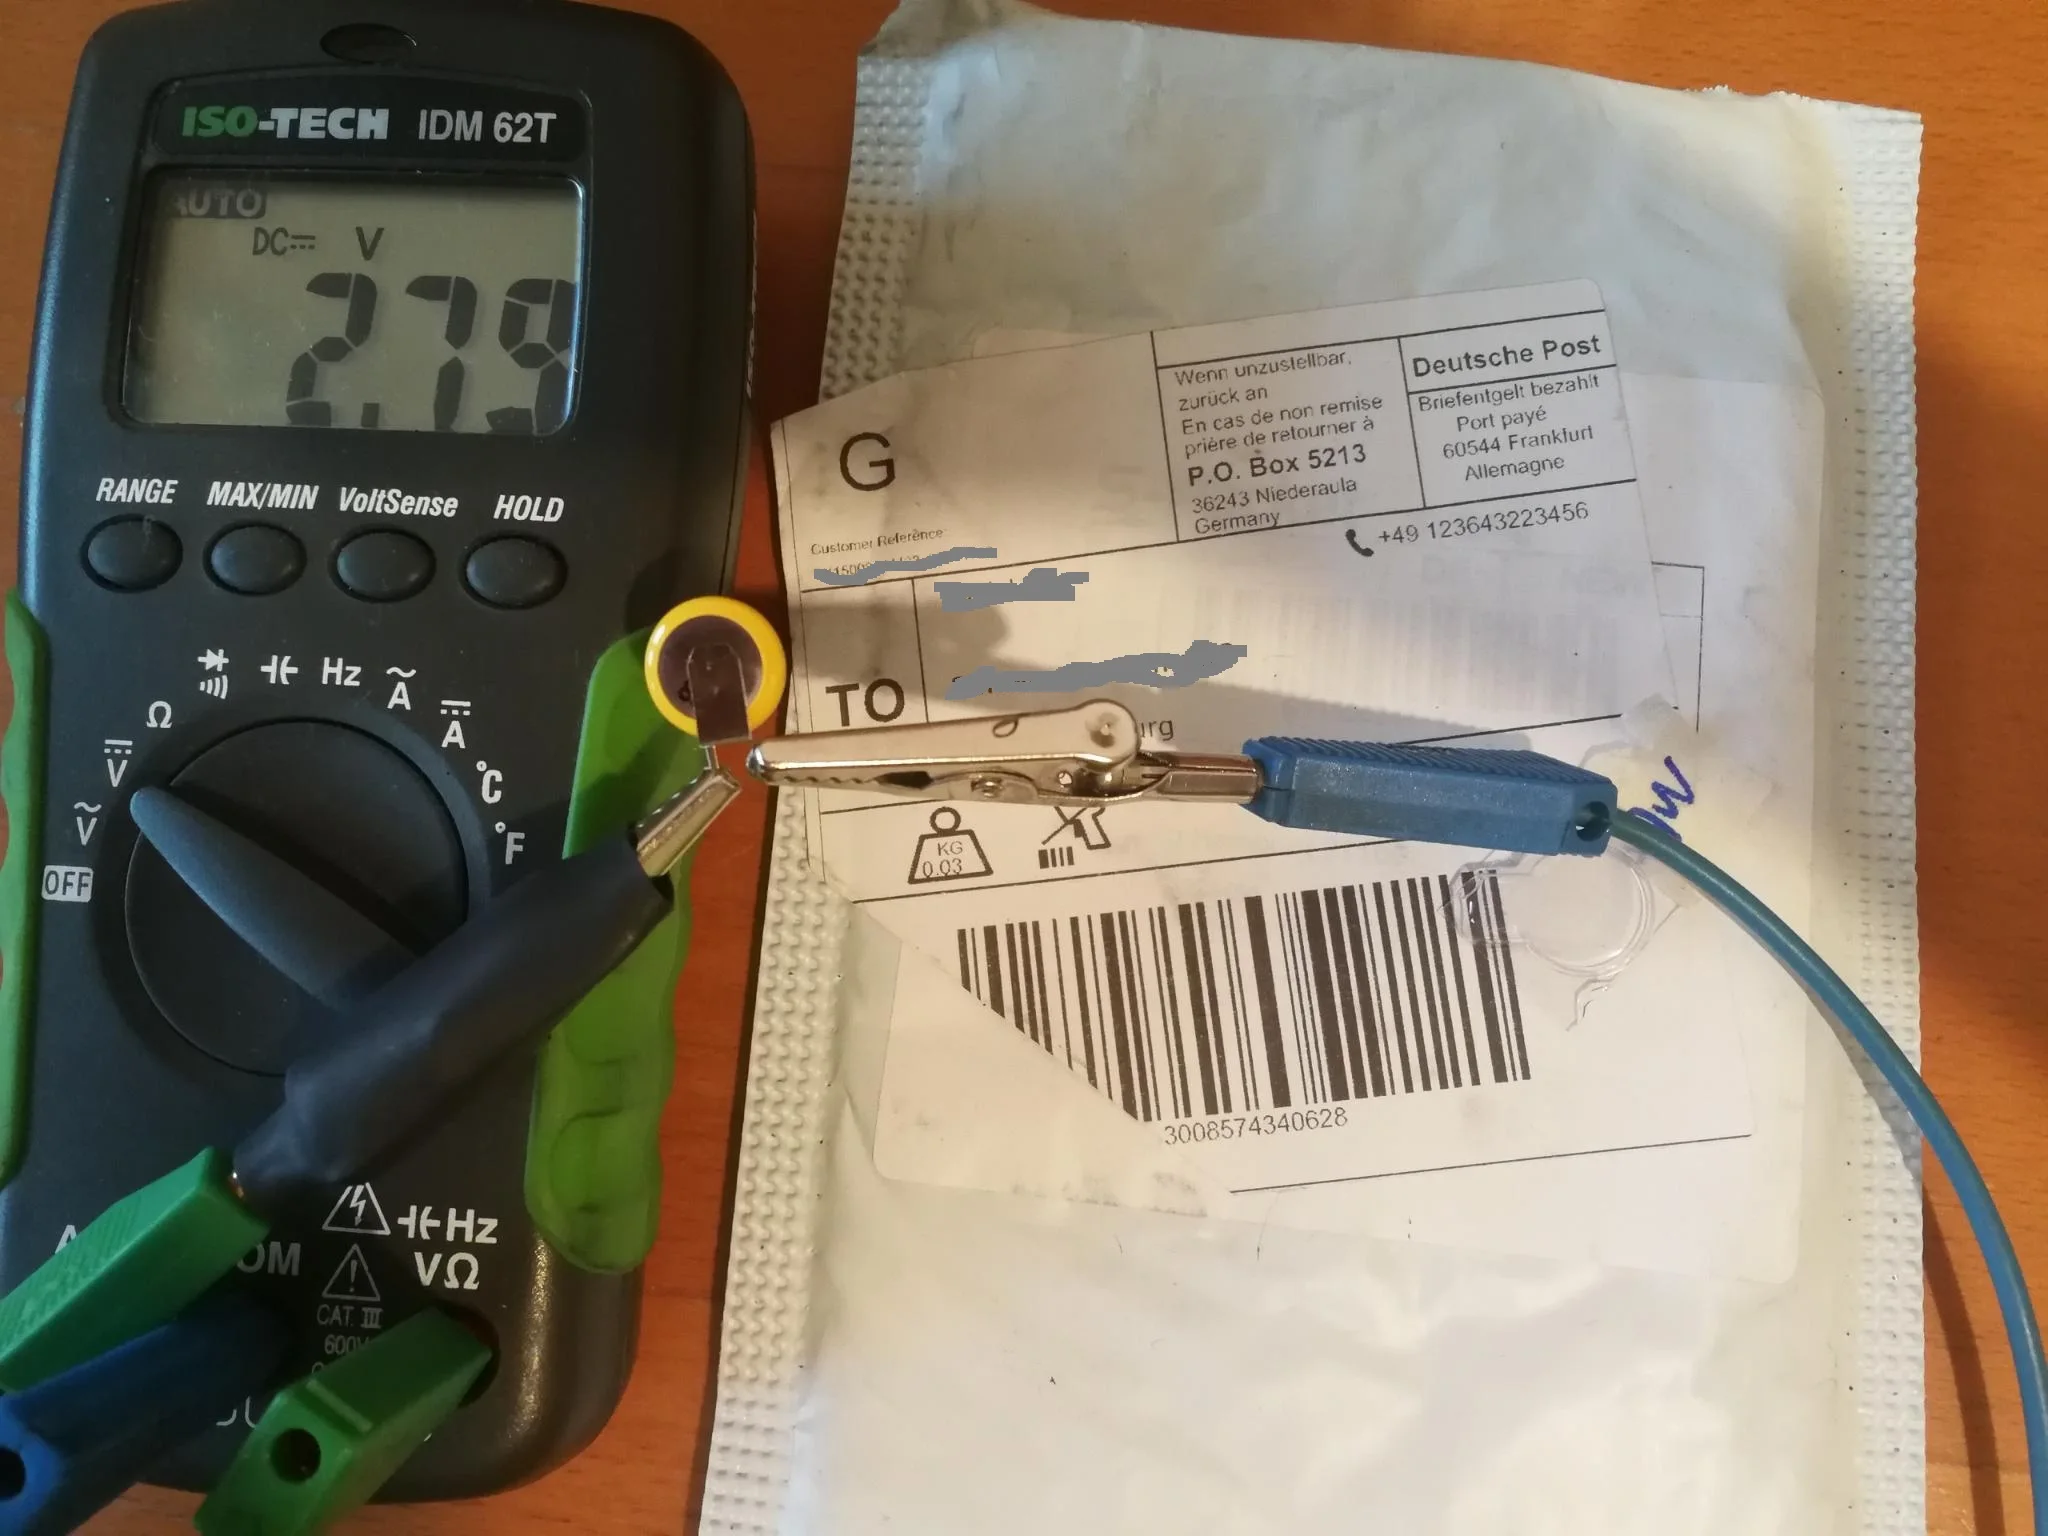 ISO-TECH IDM 62T
AUTO
DC V
2.79
RANGE MAX/MIN VoltSense HOLD
Hz
A
Ω
A
V
°C
V
°F
OFF
Hz
VΩ
CAT. III
G
Wenn unzustellbar,
zurück an
En cas de non remise
prière de retourner à
P.O. Box 5213
36243 Niederaula
Germany
Deutsche Post
Briefentgelt bezahlt
Port payé
60544 Frankfurt
Allemagne
+49 123643223456
Customer Reference:
TO
KG
0.03
3008574340628